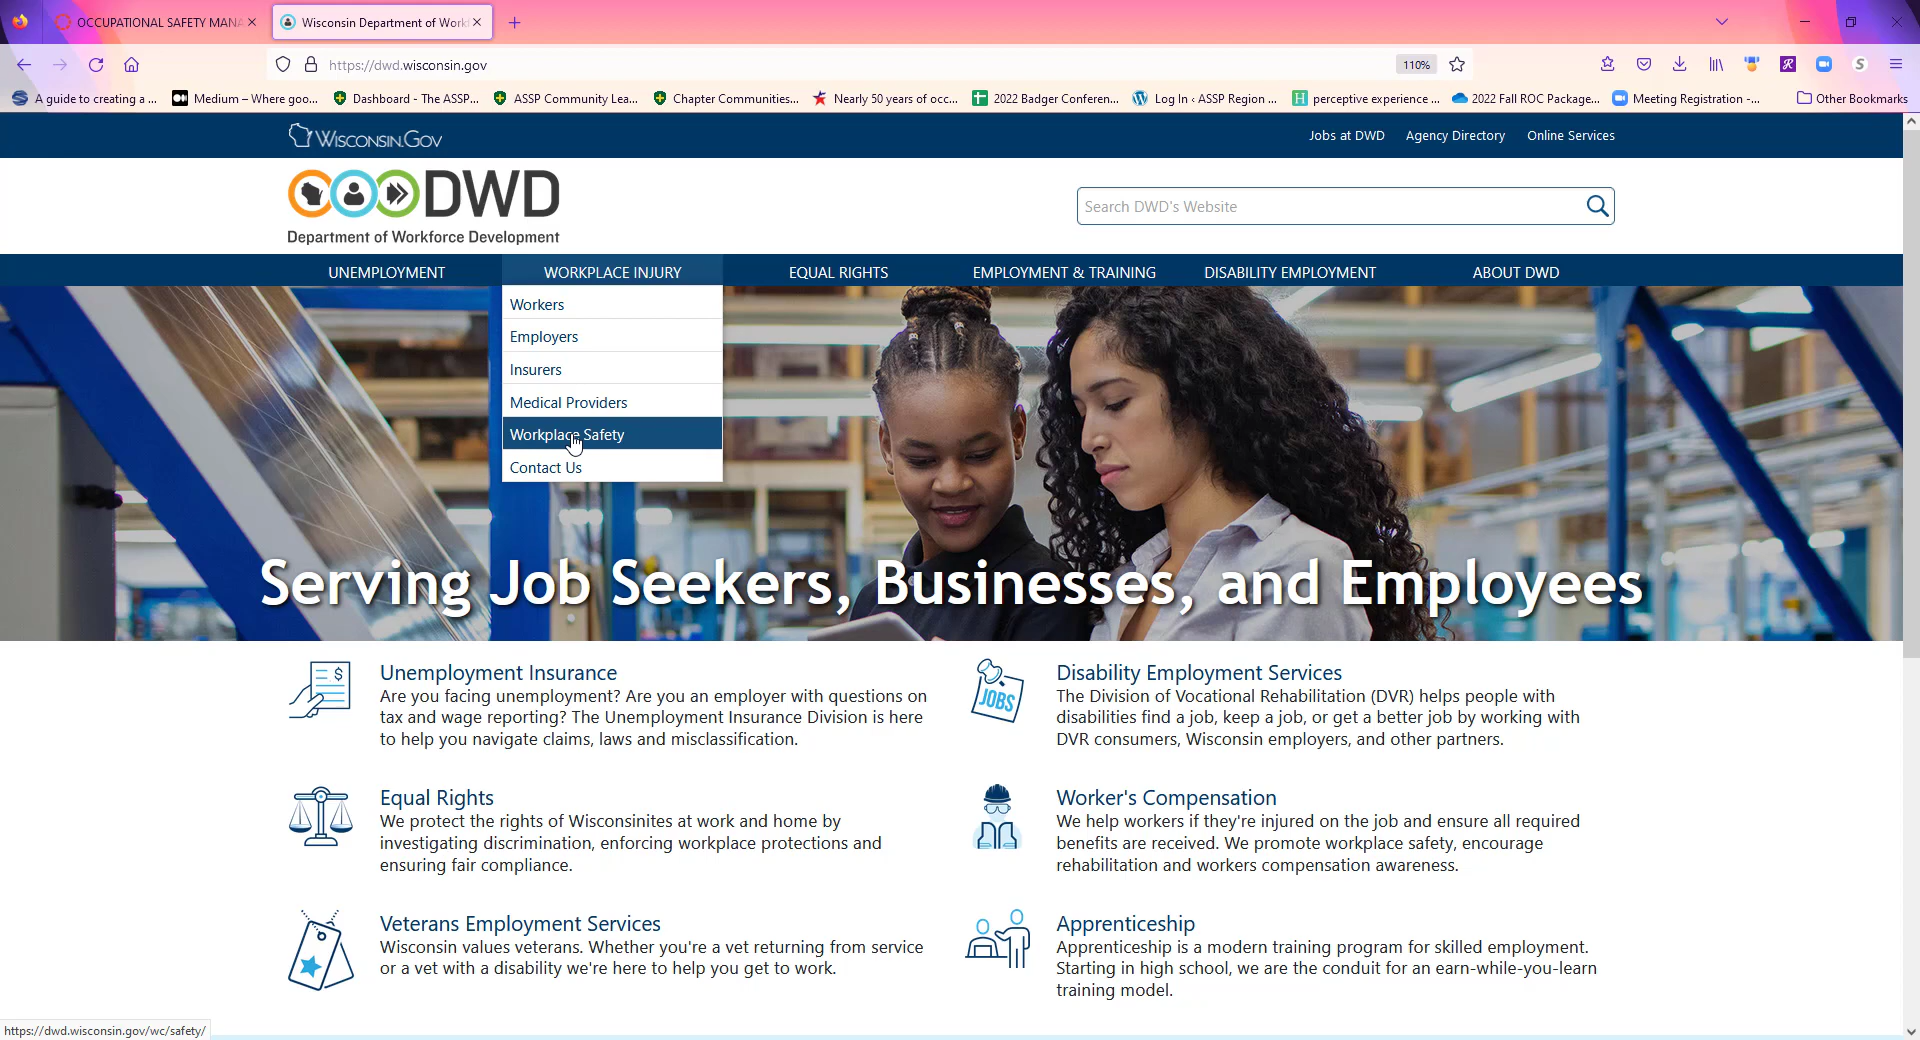 OCCUPATIONAL SAFETY MANA
Wisconsin Department of Work
https://dwd.wisconsin.gov
110%
A guide to creating a ...
Medium – Where goo...
Dashboard - The ASSP...
ASSP Community Lea...
Chapter Communities...
Nearly 50 years of occ...
2022 Badger Conferen...
Log In ‹ ASSP Region ...
perceptive experience ...
2022 Fall ROC Package...
Meeting Registration -...
Other Bookmarks
WISCONSIN.GOV
Jobs at DWD
Agency Directory
Online Services
DWD
Department of Workforce Development
Search DWD's Website
UNEMPLOYMENT
WORKPLACE INJURY
EQUAL RIGHTS
EMPLOYMENT & TRAINING
DISABILITY EMPLOYMENT
ABOUT DWD
Workers
Employers
Insurers
Medical Providers
Workplace Safety
Contact Us
Serving Job Seekers, Businesses, and Employees
Unemployment Insurance
Are you facing unemployment? Are you an employer with questions on
tax and wage reporting? The Unemployment Insurance Division is here
to help you navigate claims, laws and misclassification.
JOBS
Disability Employment Services
The Division of Vocational Rehabilitation (DVR) helps people with
disabilities find a job, keep a job, or get a better job by working with
DVR consumers, Wisconsin employers, and other partners.
Equal Rights
We protect the rights of Wisconsinites at work and home by
investigating discrimination, enforcing workplace protections and
ensuring fair compliance.
Worker's Compensation
We help workers if they're injured on the job and ensure all required
benefits are received. We promote workplace safety, encourage
rehabilitation and workers compensation awareness.
Veterans Employment Services
Wisconsin values veterans. Whether you're a vet returning from service
or a vet with a disability we're here to help you get to work.
Apprenticeship
Apprenticeship is a modern training program for skilled employment.
Starting in high school, we are the conduit for an earn-while-you-learn
training model.
https://dwd.wisconsin.gov/wc/safety/